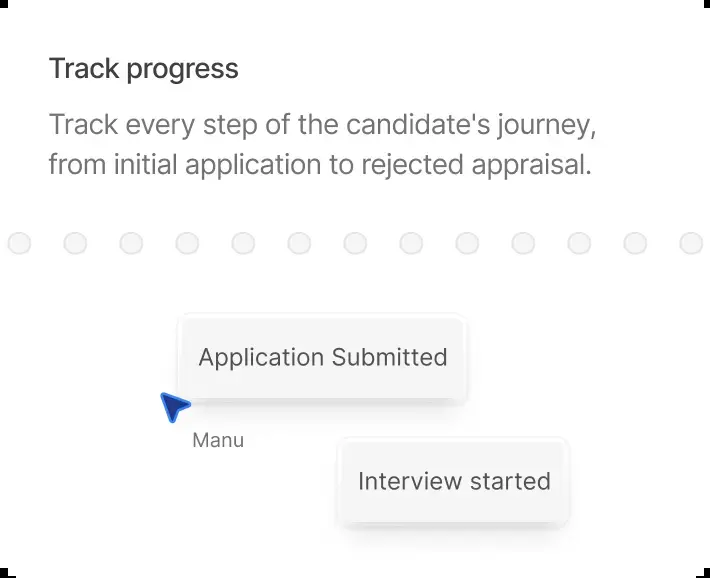 Track progress
Track every step of the candidate's journey,
from initial application to rejected appraisal.
Application Submitted
Manu
Interview started